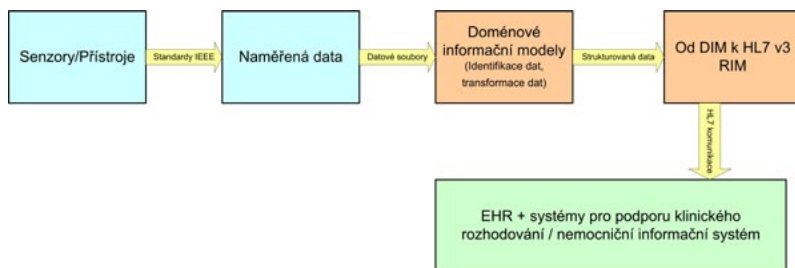 Senzory/Přístroje
Standardy IEEE
Naměřená data
Datové soubory
Doménové
informační modely
(Identifikace dat,
transformace dat)
Strukturovaná data
Od DIM k HL7 v3
RIM
HL7 komunikace
EHR + systémy pro podporu klinického
rozhodování / nemocniční informační systém